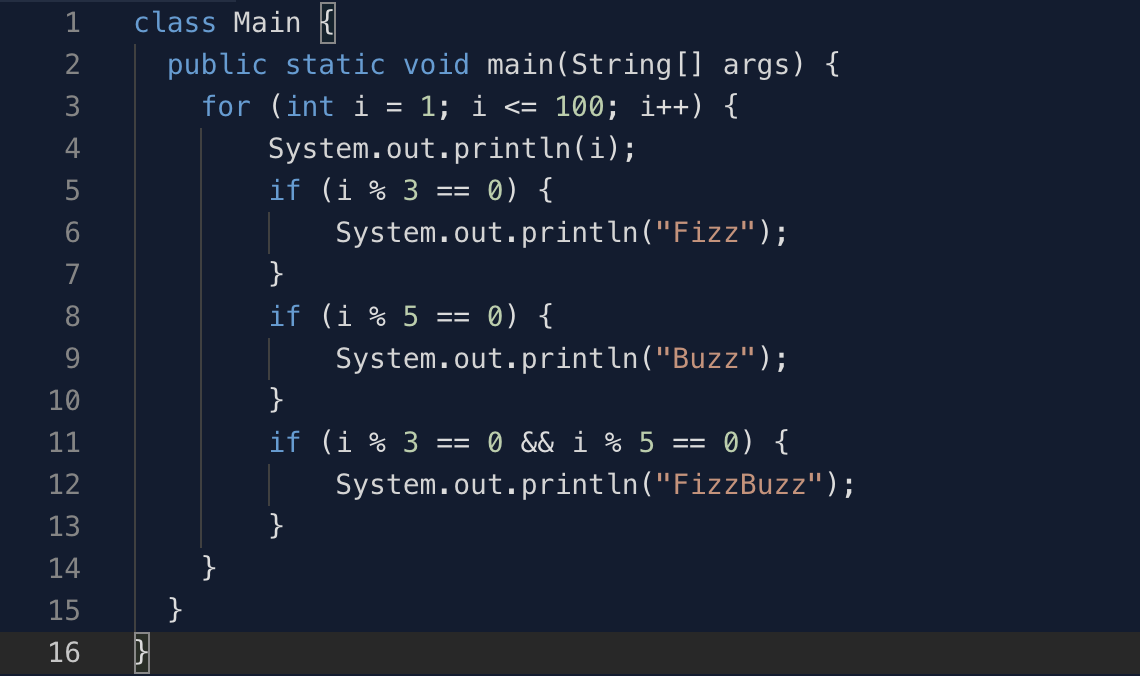 1 class Main {
2 public static void main(String[] args) {
3 for (int i = 1; i <= 100; i++) {
4 System.out.println(i);
5 if (i % 3 == 0) {
6 System.out.println("Fizz");
7 }
8 if (i % 5 == 0) {
9 System.out.println("Buzz");
10 }
11 if (i % 3 == 0 && i % 5 == 0) {
12 System.out.println("FizzBuzz");
13 }
14 }
15 }
16 }